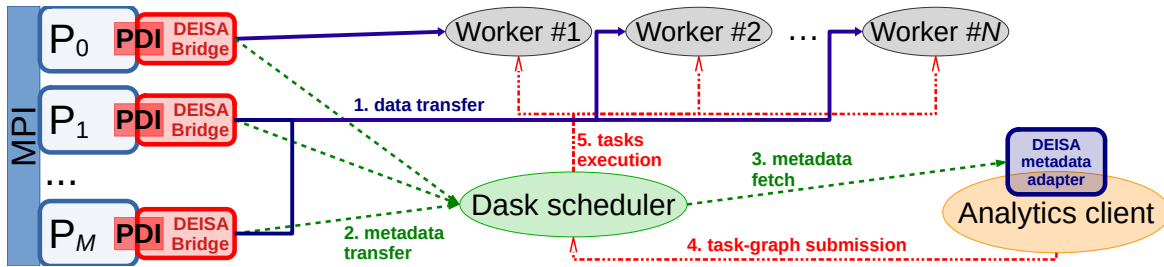 MPI
P0
PDI
DEISA
Bridge
Worker #1
Worker #2
...
Worker #N
1. data transfer
P1
PDI
DEISA
Bridge
...
5. tasks
execution
3. metadata
fetch
DEISA
metadata
adapter
PM
PDI
DEISA
Bridge
2. metadata
transfer
Dask scheduler
4. task-graph submission
Analytics client